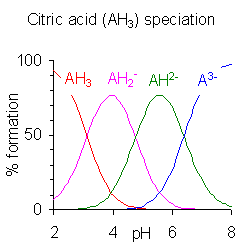 Citric acid (AH₃) speciation
100
AH₃ AH₂⁻ AH²⁻ A³⁻
50
% formation
0
2 4 pH 6 8